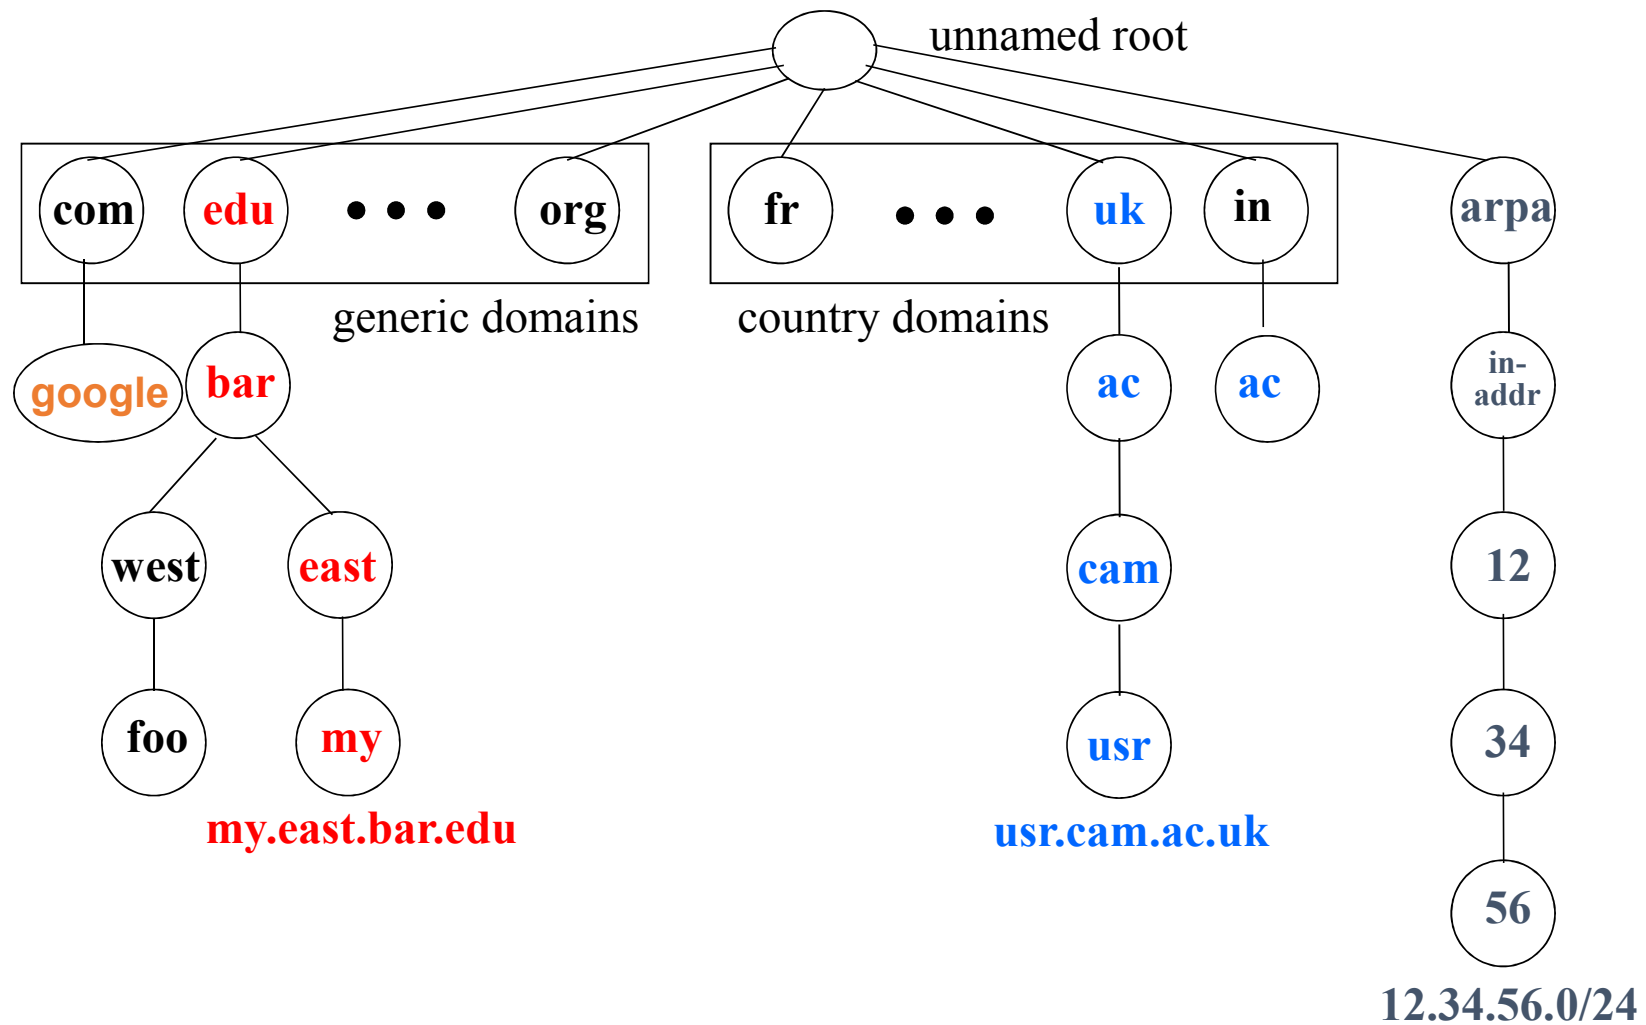 unnamed root
com
edu
• • •
org
fr
• • •
uk
in
arpa
generic domains
country domains
google
bar
ac
ac
in-
addr
west
east
cam
12
foo
my
usr
34
my.east.bar.edu
usr.cam.ac.uk
56
12.34.56.0/24